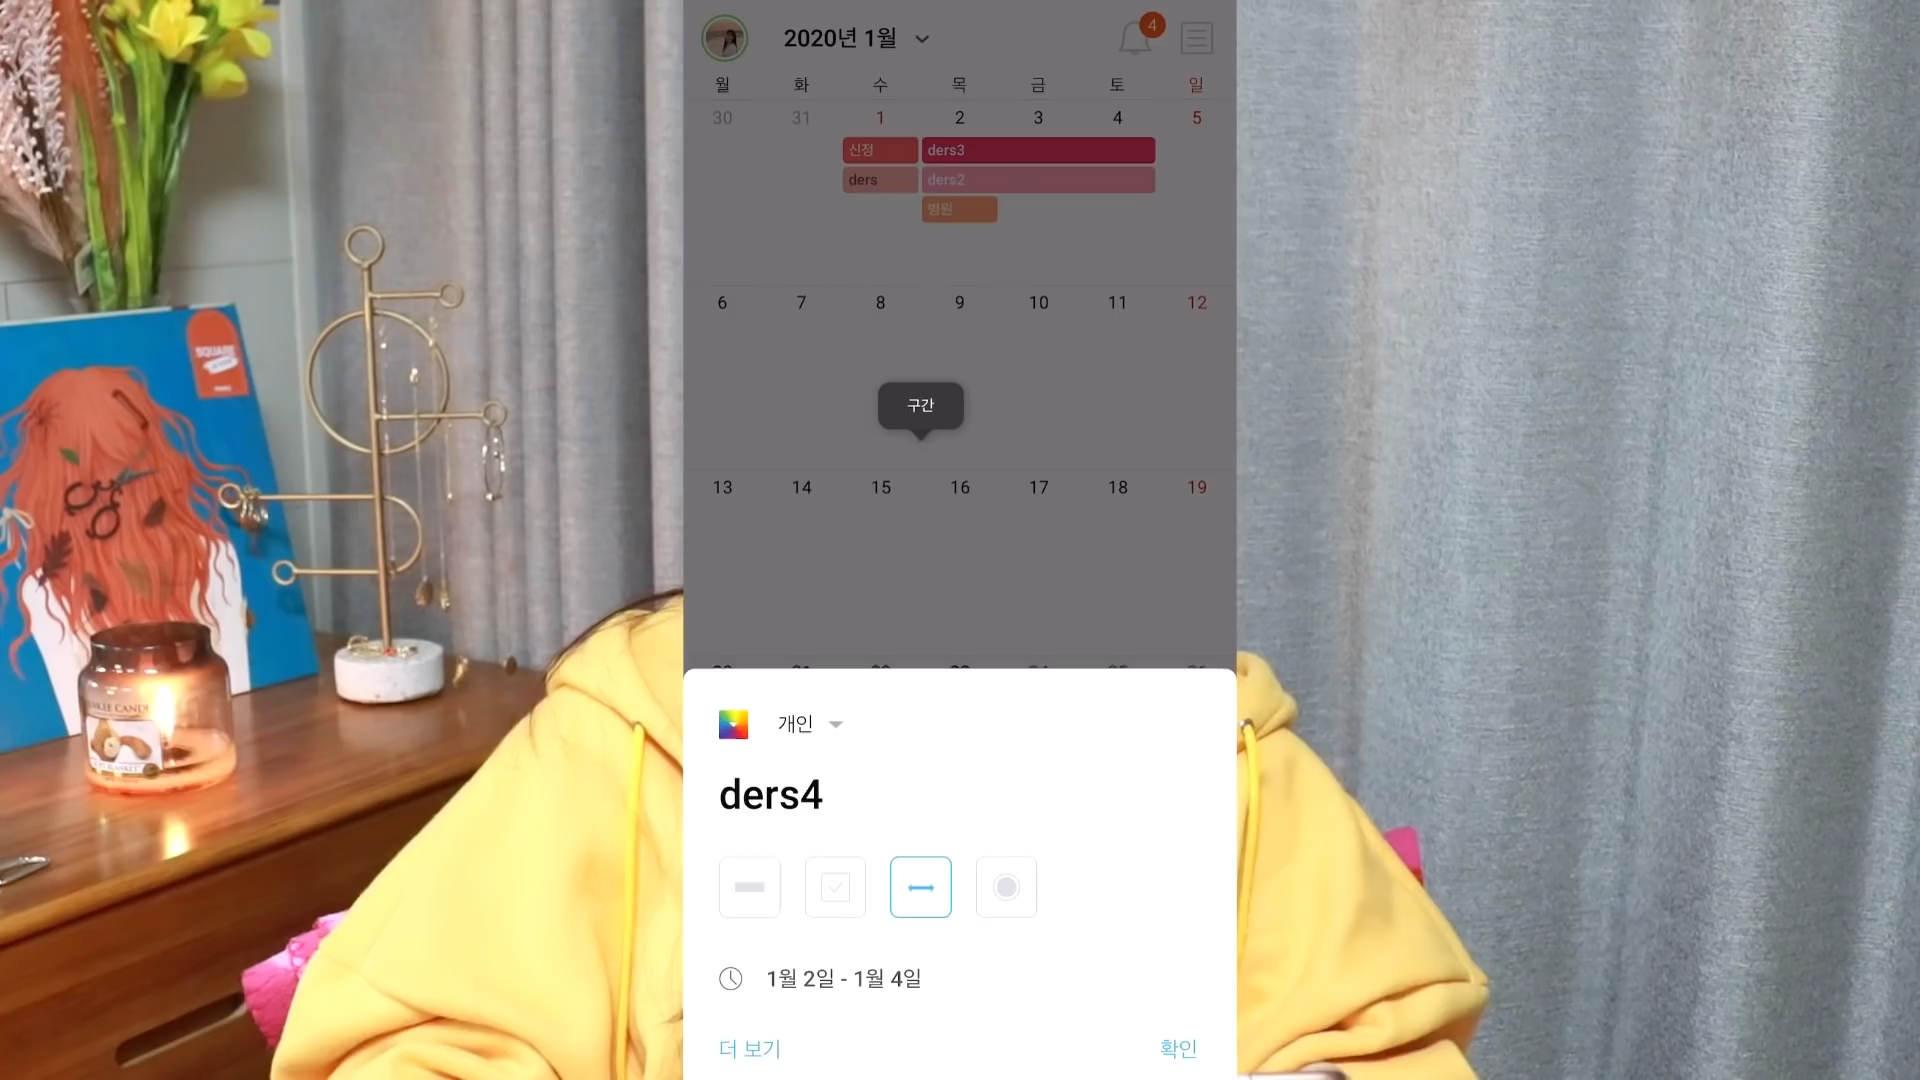 2020년 1월
4
월 화 수 목 금 토 일
30 31 1 2 3 4 5
신정 ders3
ders ders2
병원
6 7 8 9 10 11 12
구간
13 14 15 16 17 18 19
개인
ders4
1월 2일 - 1월 4일
더 보기 확인
SQUARE